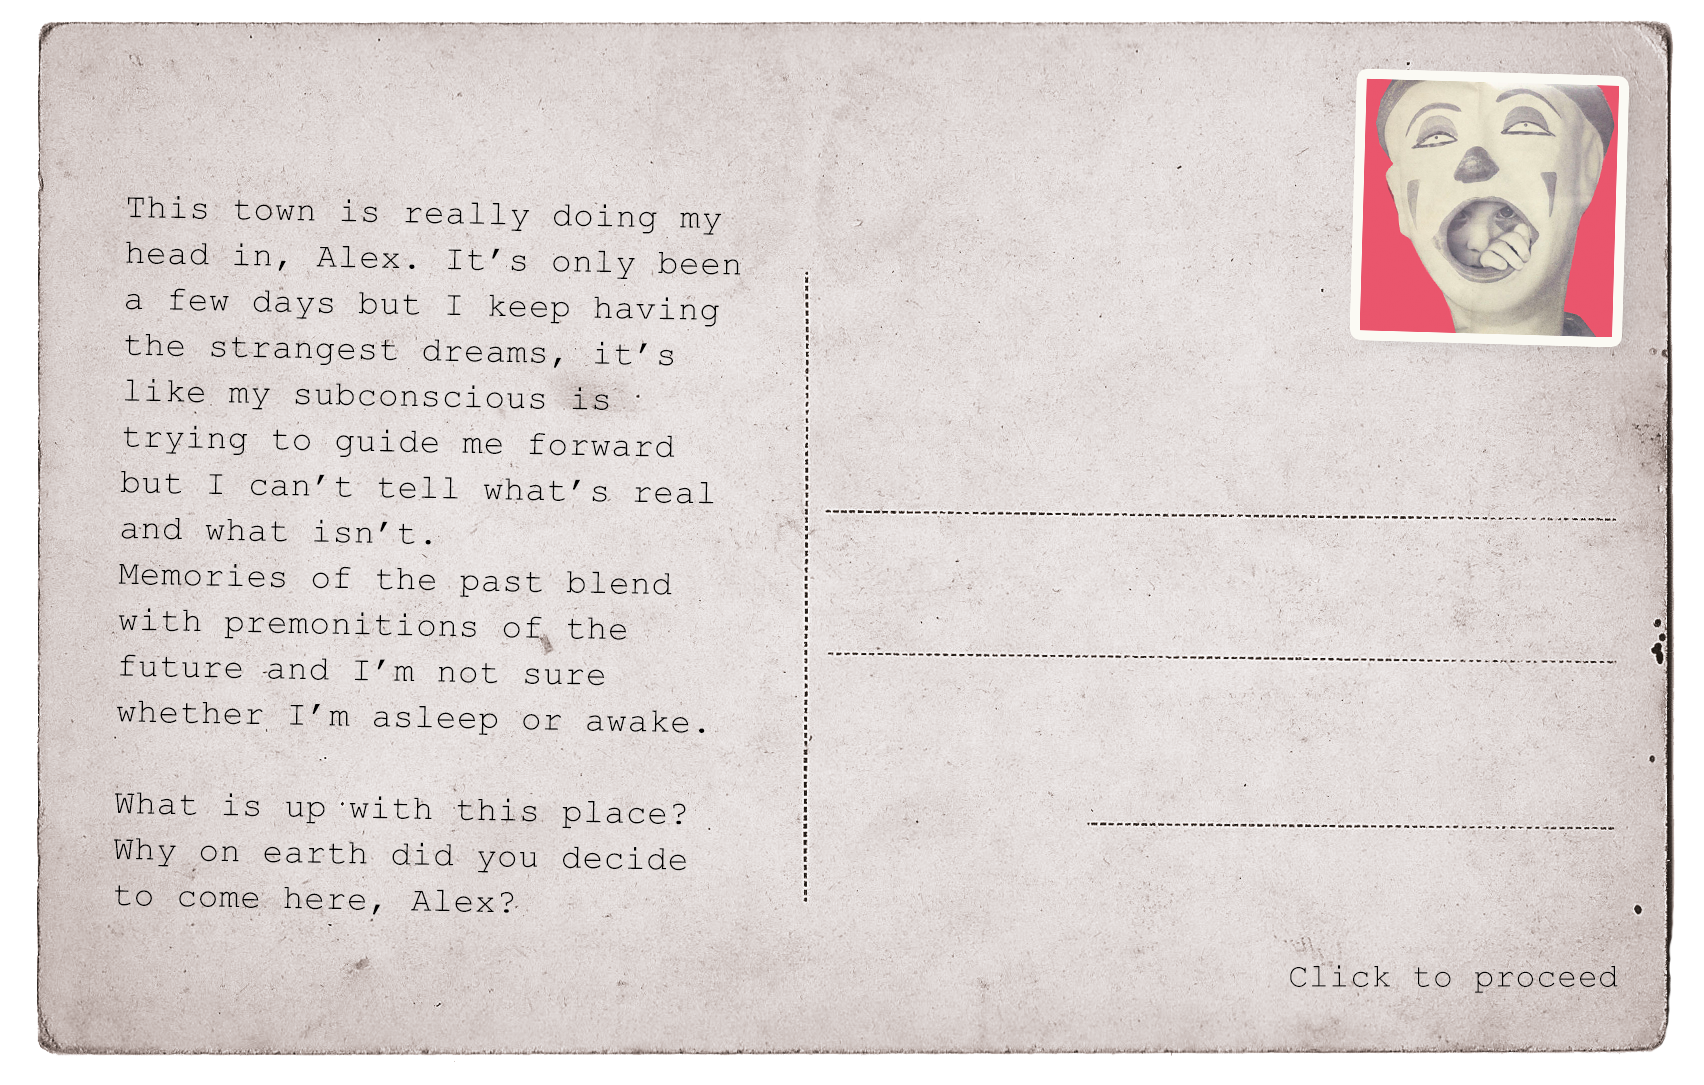 This town is really doing my
head in, Alex. It’s only been
a few days but I keep having
the strangest dreams, it’s
like my subconscious is
trying to guide me forward
but I can’t tell what’s real
and what isn’t.
Memories of the past blend
with premonitions of the
future and I’m not sure
whether I’m asleep or awake.
What is up with this place?
Why on earth did you decide
to come here, Alex?
Click to proceed